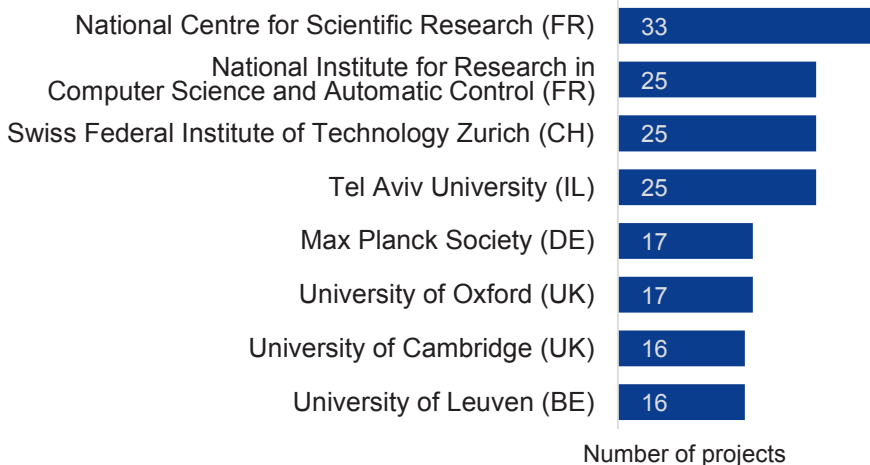 National Centre for Scientific Research (FR) 33
National Institute for Research in
Computer Science and Automatic Control (FR) 25
Swiss Federal Institute of Technology Zurich (CH) 25
Tel Aviv University (IL) 25
Max Planck Society (DE) 17
University of Oxford (UK) 17
University of Cambridge (UK) 16
University of Leuven (BE) 16
Number of projects